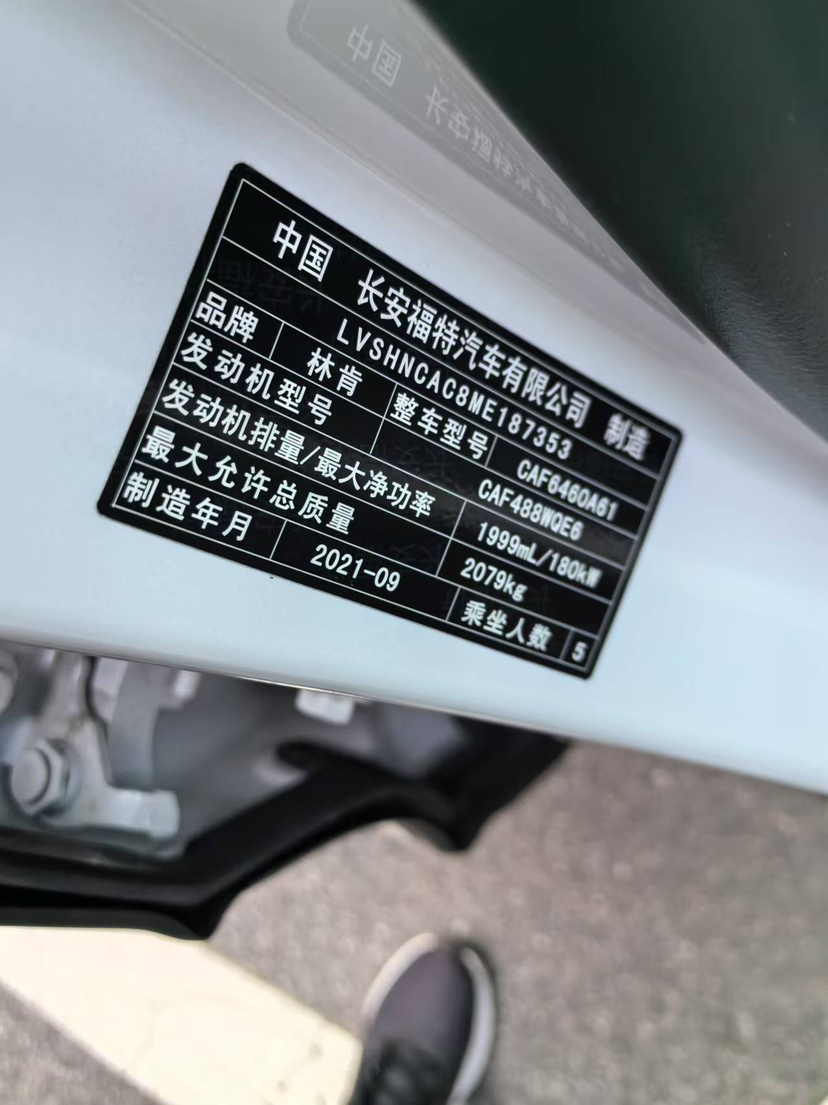 中国 长安福特汽车有限公司 制造
LVSHNCAC8ME187353
品牌 林肯 整车型号 CAF6460A61
发动机型号 CAF488WQE6
发动机排量/最大净功率 1999mL/180kW
最大允许总质量 2079kg
制造年月 2021-09 乘坐人数 5